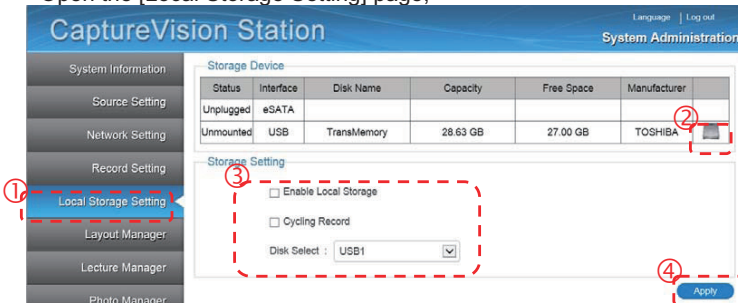 Open the [Local Storage Setting] page,
CaptureVision Station
Language | Log out
System Administration
System Information
Source Setting
Network Setting
Record Setting
① Local Storage Setting
Layout Manager
Lecture Manager
Photo Manager
Storage Device
Status Interface Disk Name Capacity Free Space Manufacturer
Unplugged eSATA
Unmounted USB TransMemory 28.63 GB 27.00 GB TOSHIBA
②
Storage Setting
③
Enable Local Storage
Cycling Record
Disk Select : USB1
④
Apply